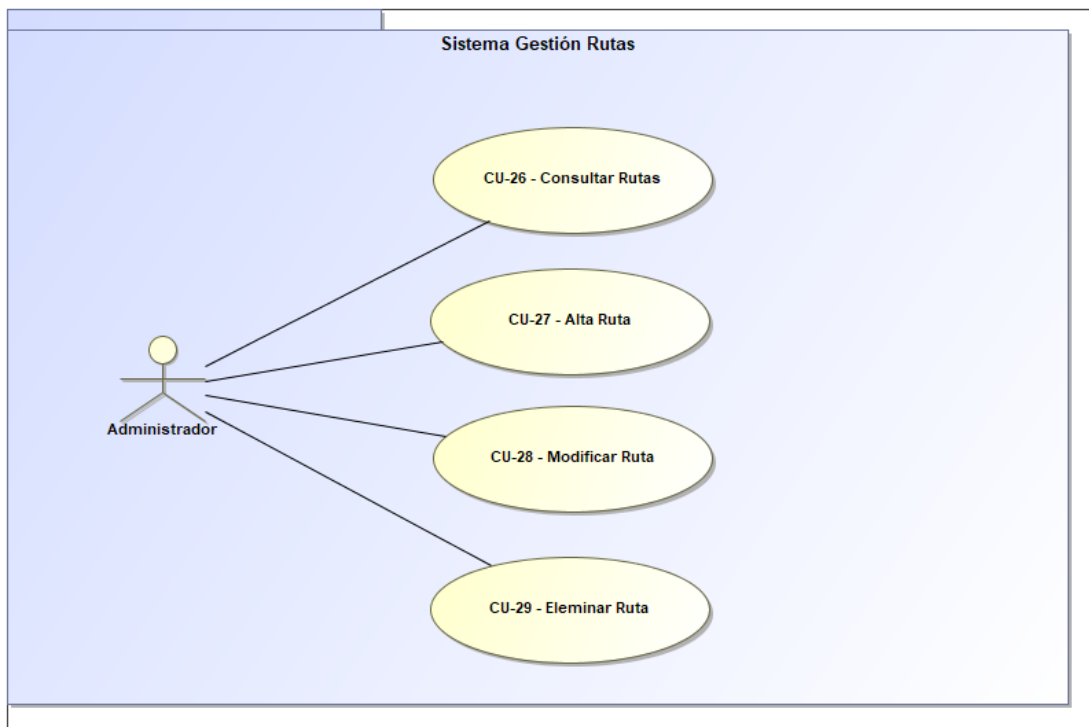 Sistema Gestión Rutas
CU-26 - Consultar Rutas
CU-27 - Alta Ruta
Administrador
CU-28 - Modificar Ruta
CU-29 - Eleminar Ruta